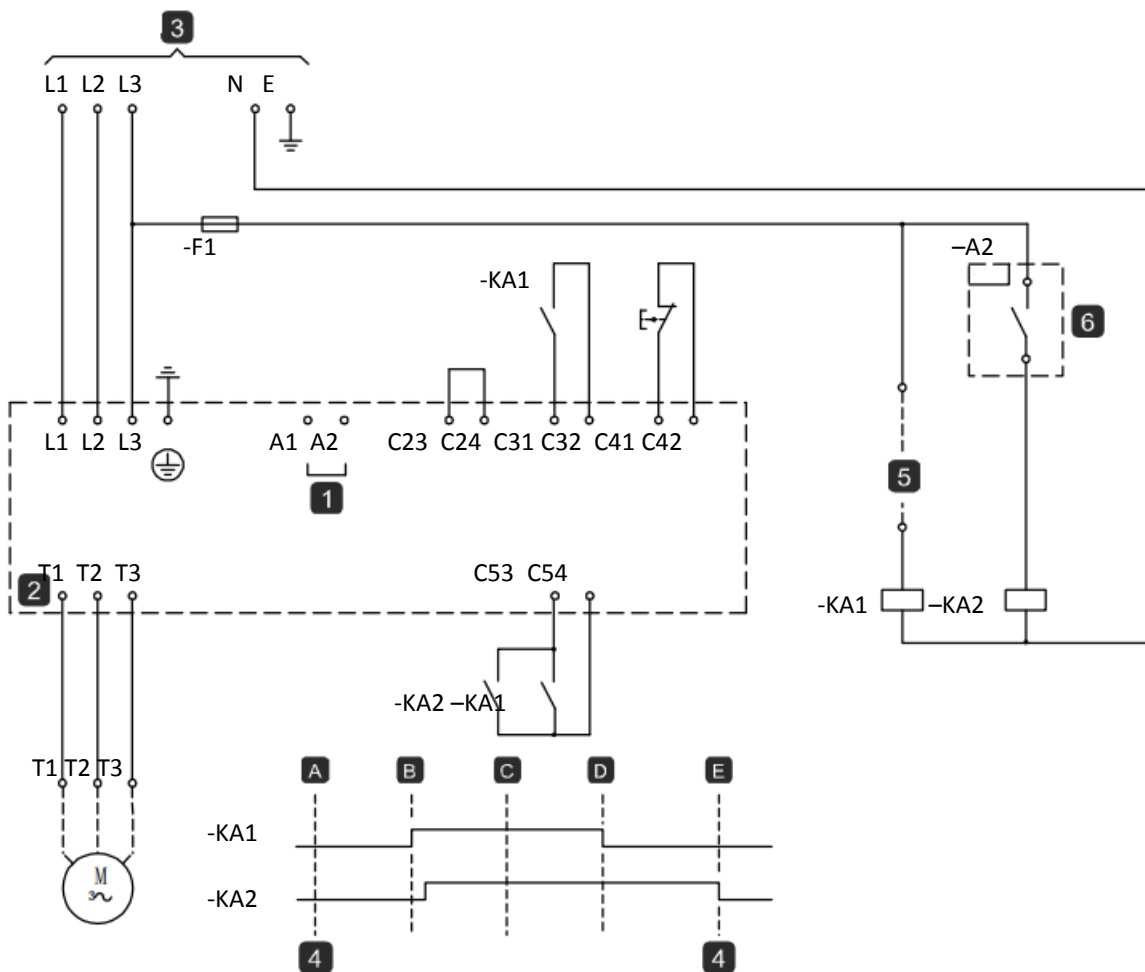 3
L1 L2 L3 N E
-F1
–A2
-KA1
6
L1 L2 L3 A1 A2 C23 C24 C31 C32 C41 C42
1
5
T1 T2 T3 C53 C54
2
-KA1 –KA2
-KA2 –KA1
T1 T2 T3
A B C D E
-KA1
M
3
-KA2
4 4